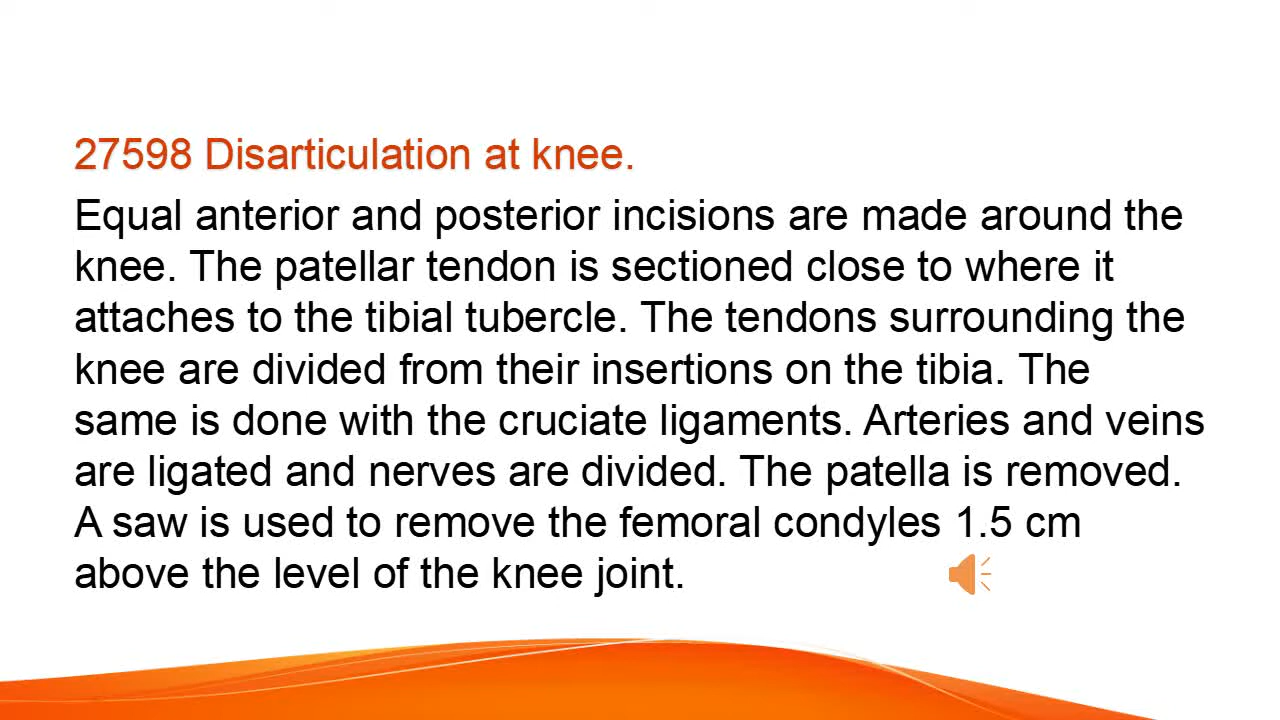 27598 Disarticulation at knee.
Equal anterior and posterior incisions are made around the
knee. The patellar tendon is sectioned close to where it
attaches to the tibial tubercle. The tendons surrounding the
knee are divided from their insertions on the tibia. The
same is done with the cruciate ligaments. Arteries and veins
are ligated and nerves are divided. The patella is removed.
A saw is used to remove the femoral condyles 1.5 cm
above the level of the knee joint.